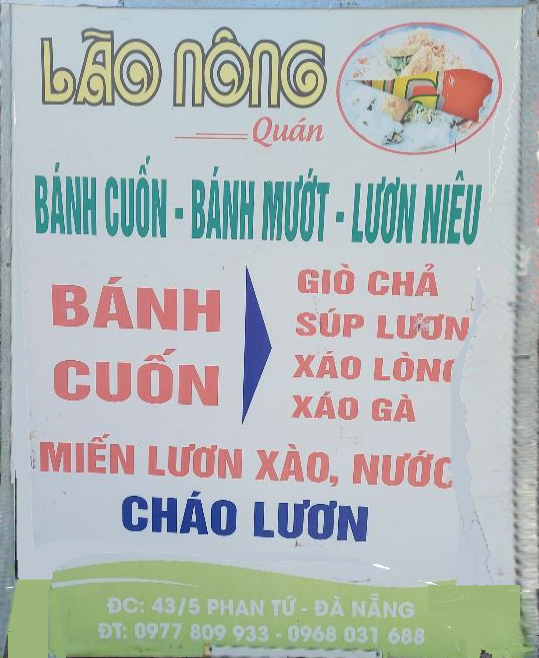 LÃO NÔNG
Quán
BÁNH CUỐN - BÁNH MƯỚT - LƯƠN NIÊU
BÁNH
CUỐN
GIÒ CHẢ
SÚP LƯƠN
XÁO LÒNG
XÁO GÀ
MIẾN LƯƠN XÀO, NƯỚC
CHÁO LƯƠN
ĐC: 43/5 PHAN TỨ - ĐÀ NẴNG
ĐT: 0977 809 933 - 0968 031 688